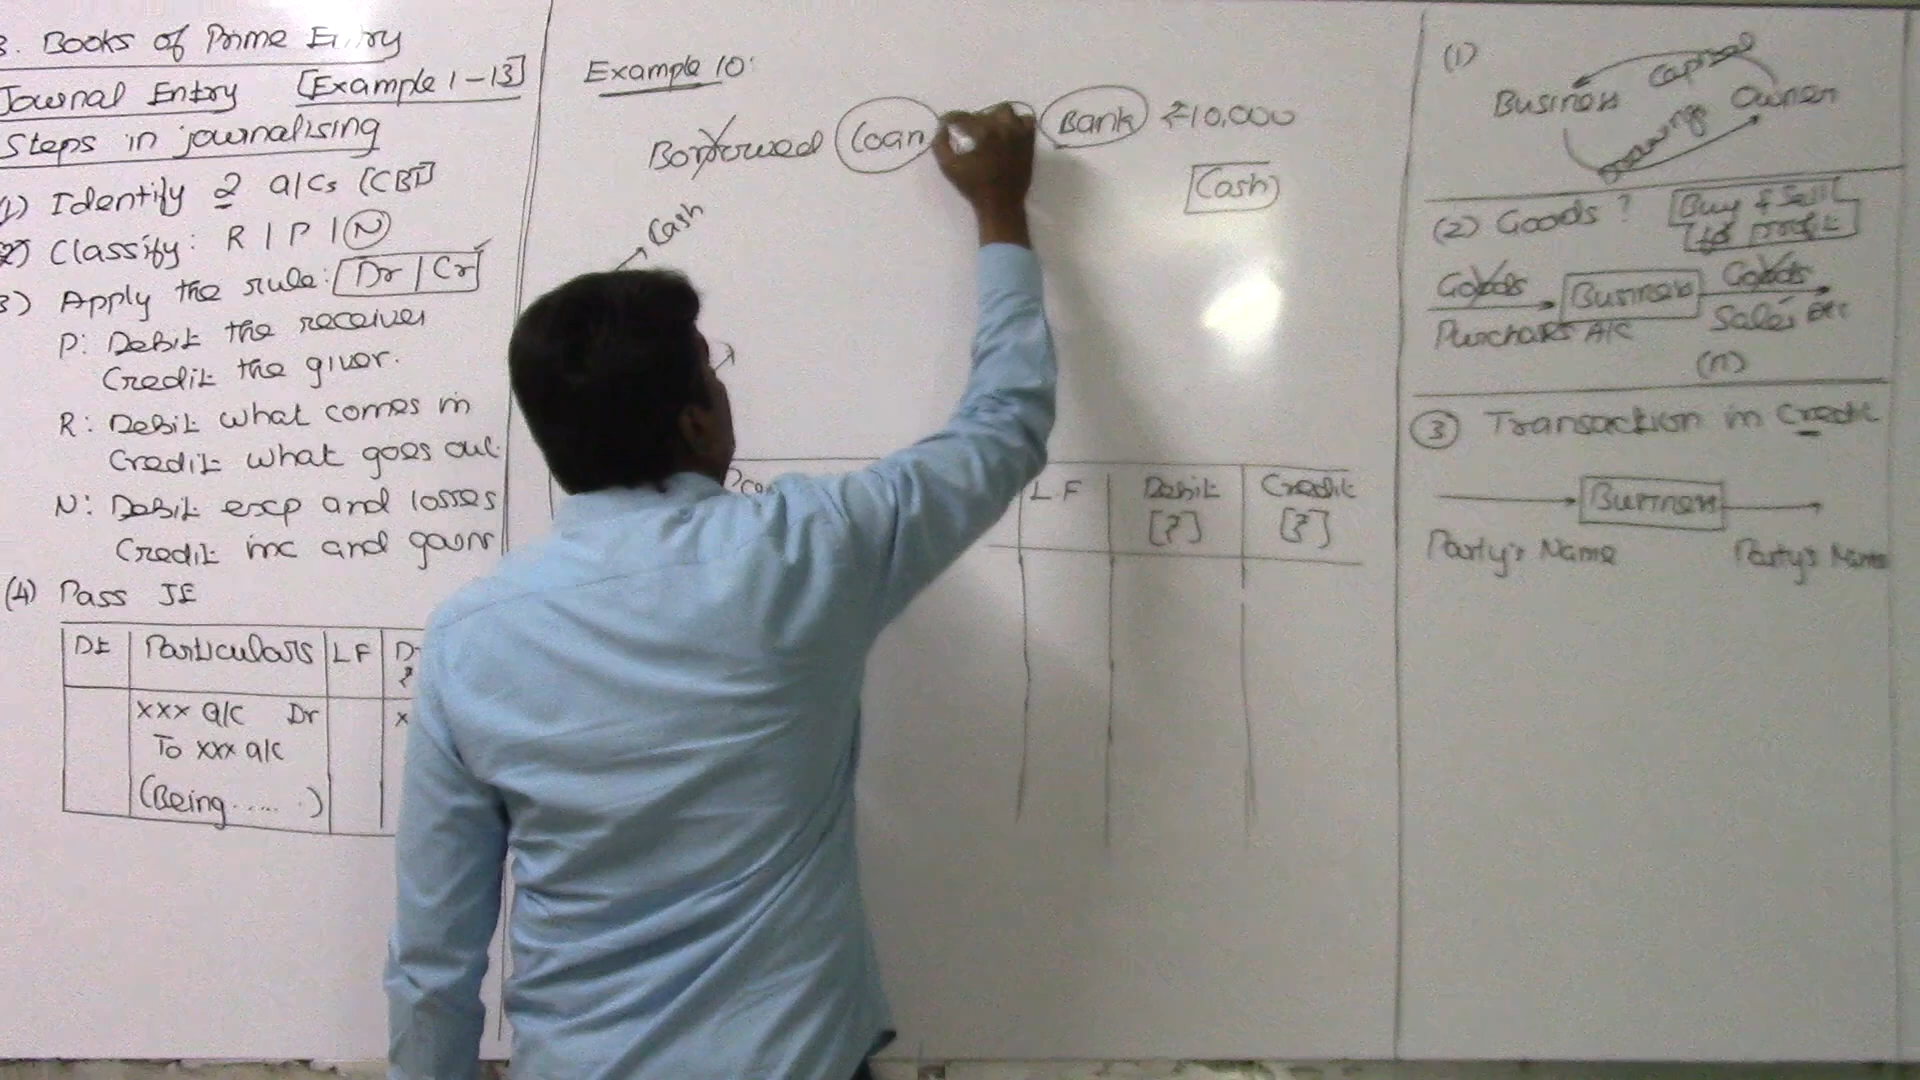 3. Books of Prime Entry
Journal Entry [Example 1-13]
Steps in journalising
(1) Identify 2 a/cs (CBT)
(2) Classify: R | P | N
(3) Apply the rule: Dr | Cr
P: Debit the receiver
Credit the giver.
R: Debit what comes in
Credit what goes out.
N: Debit exp and losses
Credit inc and gains
(4) Pass JE
Dt Particulars LF
₹
xxx a/c Dr x
To xxx a/c
(Being ..... )
Example 10:
Borrowed Loan Bank ₹10,000
Cash
Cash
L.F Debit Credit
[₹] [₹]
(1)
Capital
Business Owner
Drawings
(2) Goods? Buy & Sell
to profit
Goods Business Goods
Purchases A/C Sales A/c
(n)
(3) Transaction in credit
Business
Party's Name Party's Name